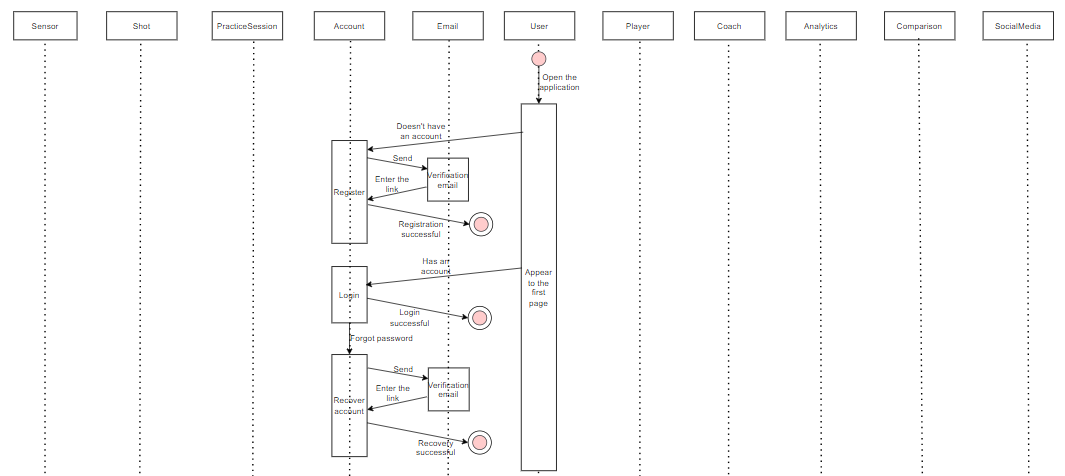 Sensor
Shot
PracticeSession
Account
Email
User
Player
Coach
Analytics
Comparison
SocialMedia
Open the
application
Doesn't have
an account
Send
Verification
email
Enter the
link
Register
Registration
successful
Has an
account
Appear
to the
first
page
Login
Login
successful
Forgot password
Send
Verification
email
Enter the
link
Recover
account
Recovery
successful